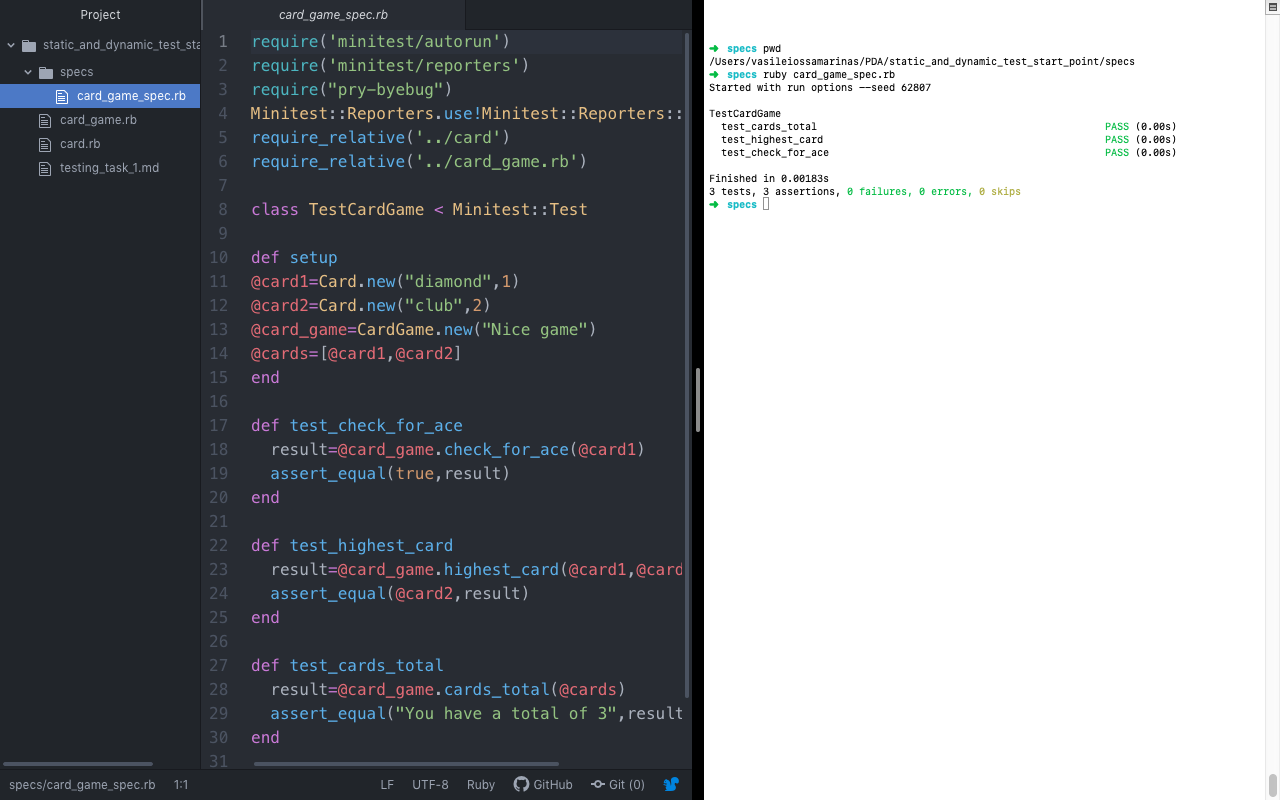 Project
static_and_dynamic_test_sta
specs
card_game_spec.rb
card_game.rb
card.rb
testing_task_1.md
card_game_spec.rb
1 require('minitest/autorun')
2 require('minitest/reporters')
3 require("pry-byebug")
4 Minitest::Reporters.use!Minitest::Reporters::
5 require_relative('../card')
6 require_relative('../card_game.rb')
7
8 class TestCardGame < Minitest::Test
9
10 def setup
11 @card1=Card.new("diamond",1)
12 @card2=Card.new("club",2)
13 @card_game=CardGame.new("Nice game")
14 @cards=[@card1,@card2]
15 end
16
17 def test_check_for_ace
18 result=@card_game.check_for_ace(@card1)
19 assert_equal(true,result)
20 end
21
22 def test_highest_card
23 result=@card_game.highest_card(@card1,@card
24 assert_equal(@card2,result)
25 end
26
27 def test_cards_total
28 result=@card_game.cards_total(@cards)
29 assert_equal("You have a total of 3",result
30 end
31
specs/card_game_spec.rb 1:1 LF UTF-8 Ruby GitHub Git (0)
➜ specs pwd
/Users/vasileiossamarinas/PDA/static_and_dynamic_test_start_point/specs
➜ specs ruby card_game_spec.rb
Started with run options --seed 62807
TestCardGame
test_cards_total PASS (0.00s)
test_highest_card PASS (0.00s)
test_check_for_ace PASS (0.00s)
Finished in 0.00183s
3 tests, 3 assertions, 0 failures, 0 errors, 0 skips
➜ specs